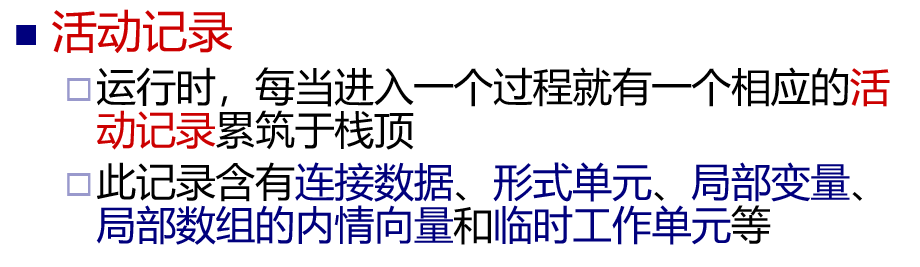 活动记录
运行时，每当进入一个过程就有一个相应的活
动记录累筑于栈顶
此记录含有连接数据、形式单元、局部变量、
局部数组的内情向量和临时工作单元等